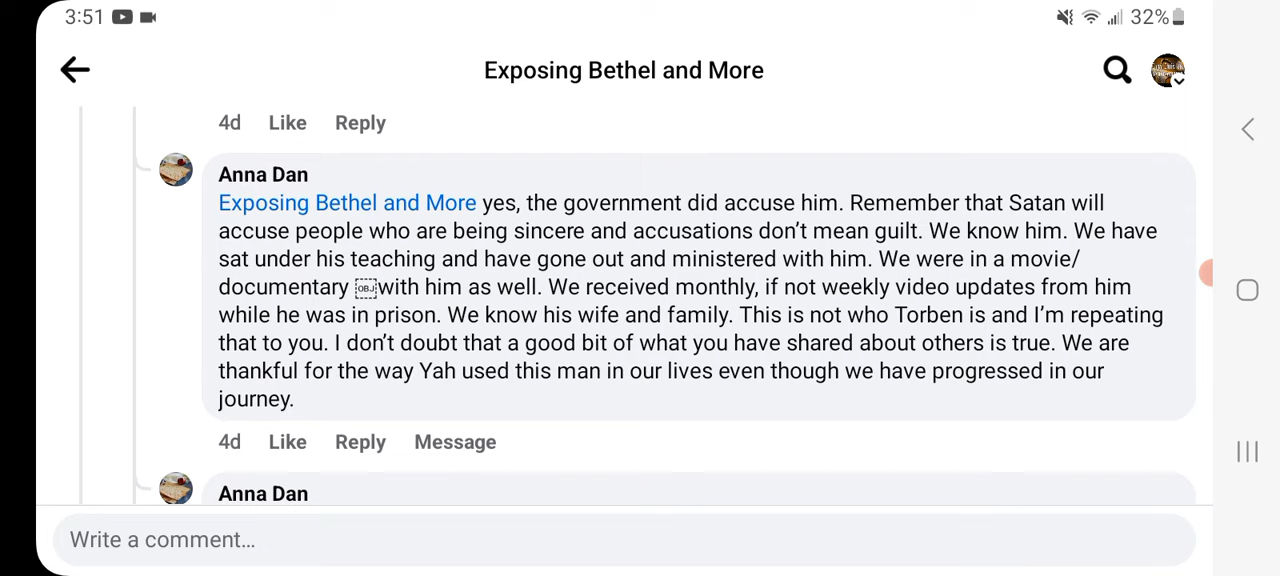 3:51 32%
Exposing Bethel and More
4d Like Reply
Anna Dan
Exposing Bethel and More yes, the government did accuse him. Remember that Satan will
accuse people who are being sincere and accusations don’t mean guilt. We know him. We have
sat under his teaching and have gone out and ministered with him. We were in a movie/
documentary ￼with him as well. We received monthly, if not weekly video updates from him
while he was in prison. We know his wife and family. This is not who Torben is and I’m repeating
that to you. I don’t doubt that a good bit of what you have shared about others is true. We are
thankful for the way Yah used this man in our lives even though we have progressed in our
journey.
4d Like Reply Message
Anna Dan
Write a comment...